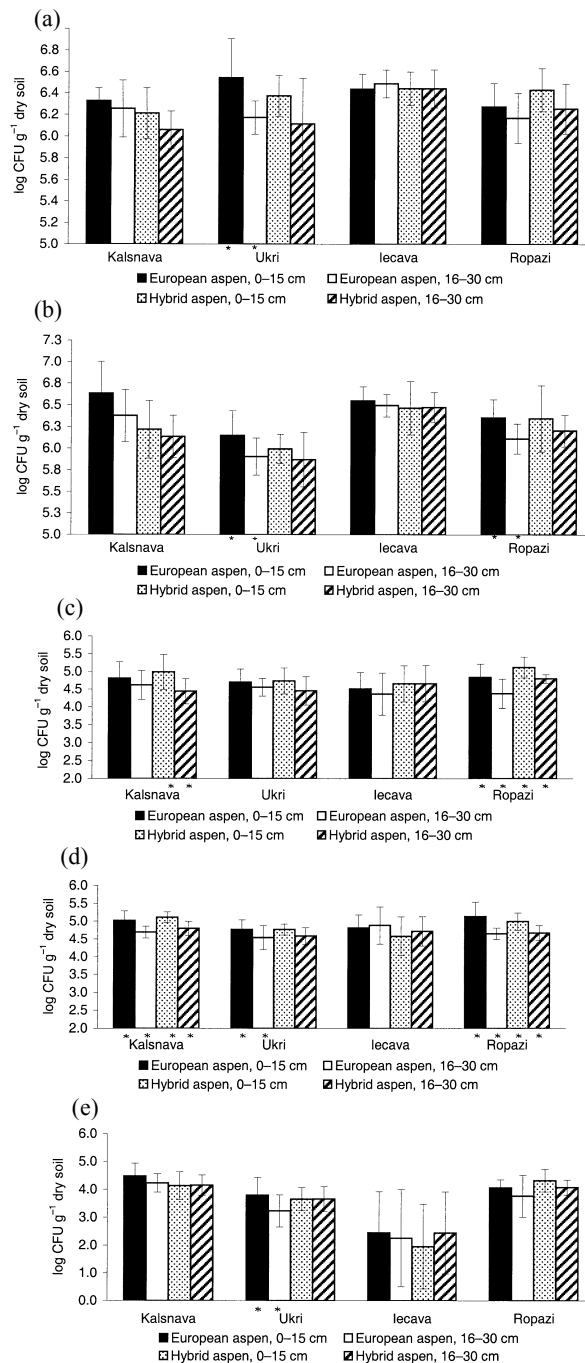 (a)
log CFU g⁻¹ dry soil
6.8
6.6
6.4
6.2
6.0
5.8
5.6
5.4
5.2
5.0
* *
Kalsnava Ukri Iecava Ropazi
European aspen, 0–15 cm European aspen, 16–30 cm
Hybrid aspen, 0–15 cm Hybrid aspen, 16–30 cm
(b)
log CFU g⁻¹ dry soil
7.3
7.0
6.8
6.5
6.3
6.0
5.8
5.5
5.3
5.0
* * * *
Kalsnava Ukri Iecava Ropazi
European aspen, 0–15 cm European aspen, 16–30 cm
Hybrid aspen, 0–15 cm Hybrid aspen, 16–30 cm
(c)
log CFU g⁻¹ dry soil
6.0
5.5
5.0
4.5
4.0
3.5
3.0
2.5
2.0
* * * * * *
Kalsnava Ukri Iecava Ropazi
European aspen, 0–15 cm European aspen, 16–30 cm
Hybrid aspen, 0–15 cm Hybrid aspen, 16–30 cm
(d)
log CFU g⁻¹ dry soil
6.0
5.5
5.0
4.5
4.0
3.5
3.0
2.5
2.0
* * * * * * * * * *
Kalsnava Ukri Iecava Ropazi
European aspen, 0–15 cm European aspen, 16–30 cm
Hybrid aspen, 0–15 cm Hybrid aspen, 16–30 cm
(e)
log CFU g⁻¹ dry soil
6.0
5.0
4.0
3.0
2.0
1.0
0.0
* *
Kalsnava Ukri Iecava Ropazi
European aspen, 0–15 cm European aspen, 16–30 cm
Hybrid aspen, 0–15 cm Hybrid aspen, 16–30 cm